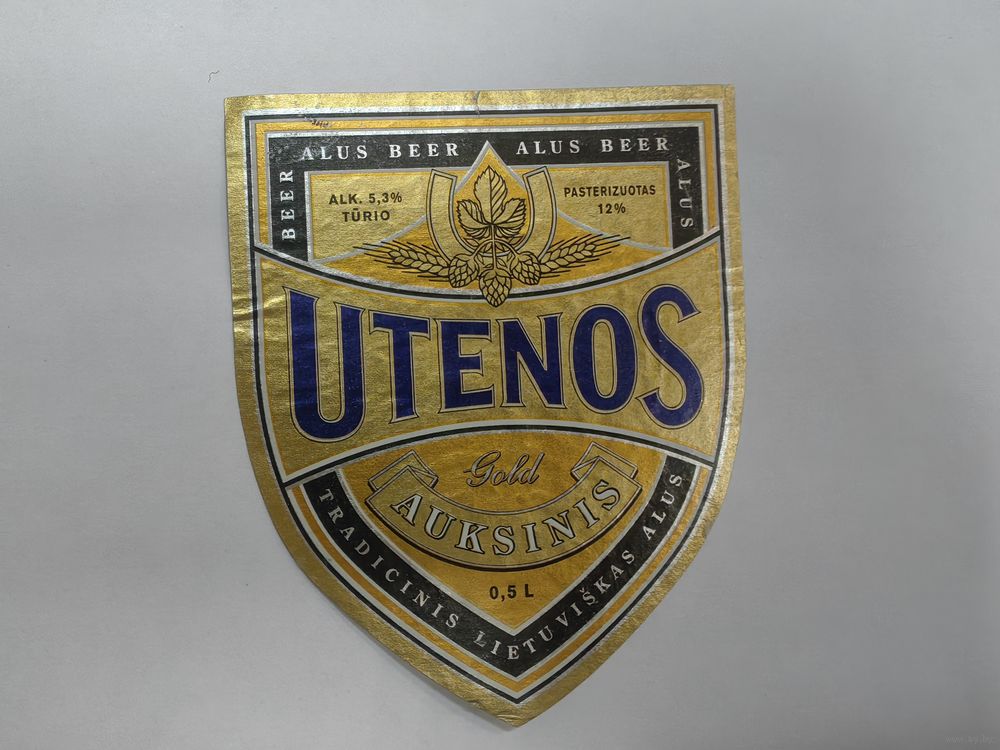 ALUS BEER ALUS BEER
BEER
ALUS
ALK. 5,3%
TŪRIO
PASTERIZUOTAS
12%
UTENOS
Gold
AUKSINIS
0,5 L
TRADICINIS LIETUVIŠKAS ALUS